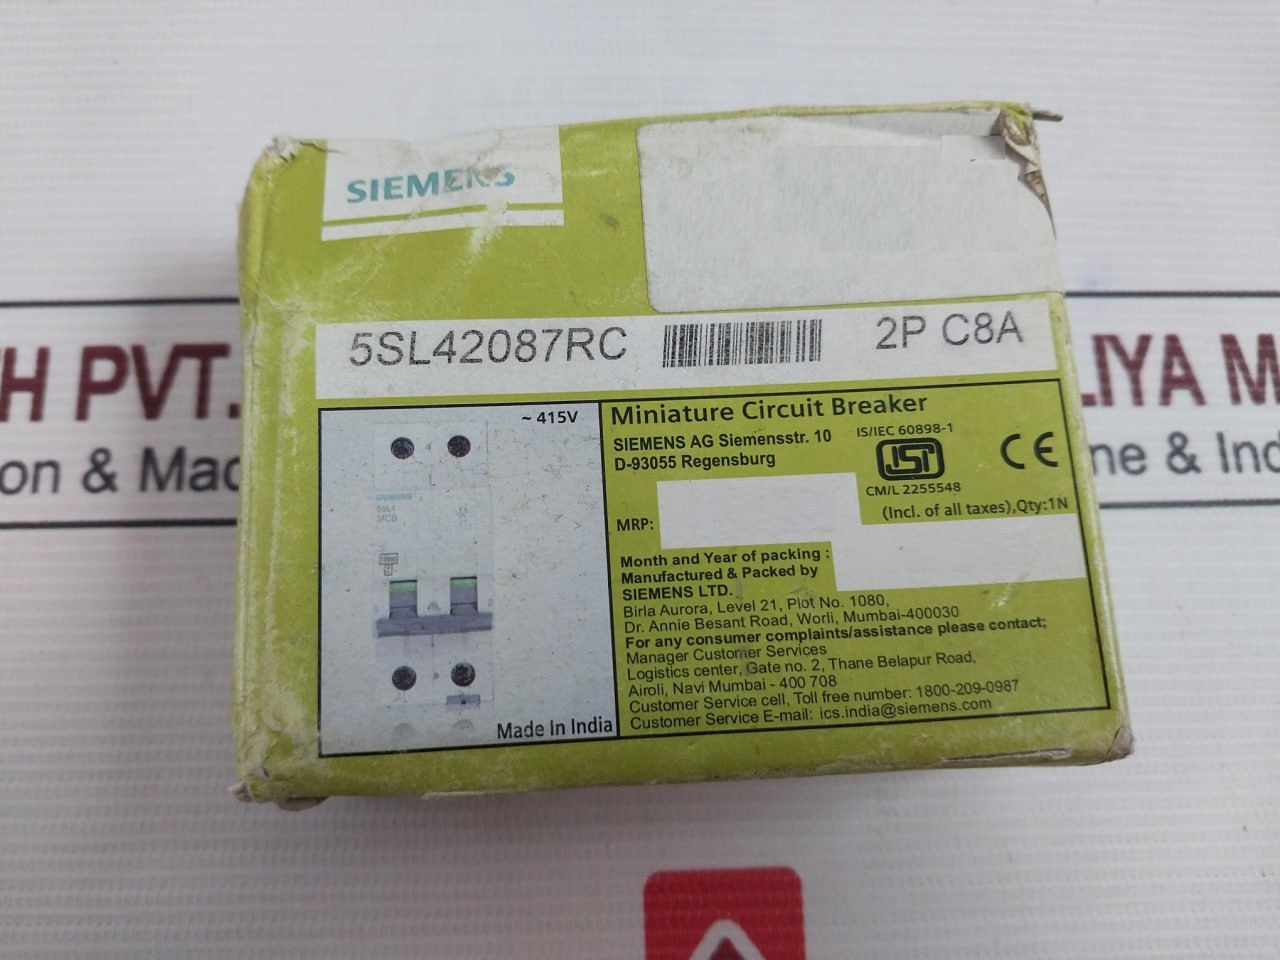 SIEMENS
5SL42087RC
2P C8A
~ 415V
SIEMENS
5SL4
MCB
10000
Made In India
Miniature Circuit Breaker
SIEMENS AG Siemensstr. 10
D-93055 Regensburg
IS/IEC 60898-1
ISI
CE
CM/L 2255548
(Incl. of all taxes),Qty:1N
MRP:
Month and Year of packing :
Manufactured & Packed by
SIEMENS LTD.
Birla Aurora, Level 21, Plot No. 1080,
Dr. Annie Besant Road, Worli, Mumbai-400030
For any consumer complaints/assistance please contact;
Manager Customer Services
Logistics center, Gate no. 2, Thane Belapur Road,
Airoli, Navi Mumbai - 400 708
Customer Service cell, Toll free number: 1800-209-0987
Customer Service E-mail: ics.india@siemens.com
H PVT.
LIYA M
on & Mac
ne & Ind